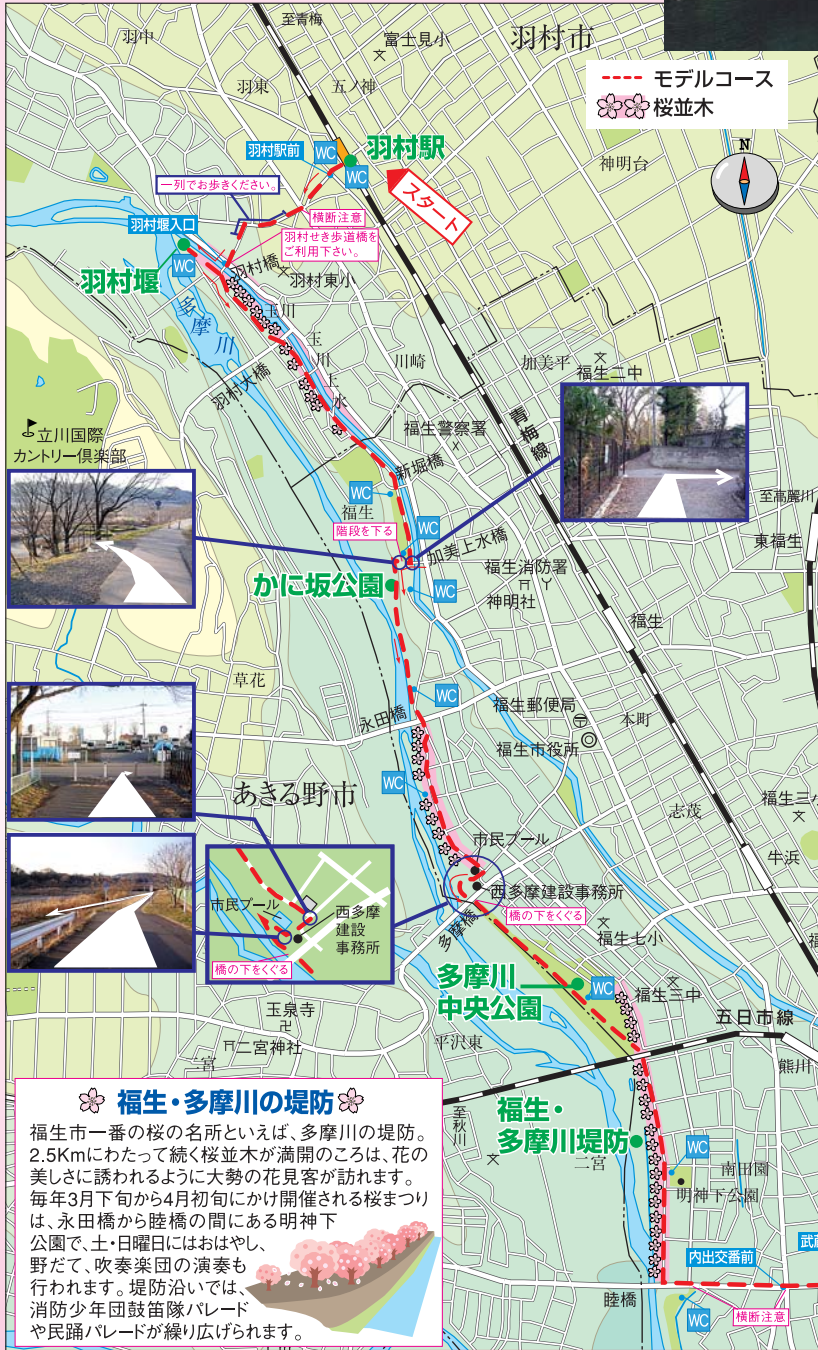 至青梅
羽中
富士見小
羽村市
モデルコース
桜並木
羽東
五ノ神
羽村駅前
WC
羽村駅
WC
神明台
N
スタート
一列でお歩きください。
横断注意
羽村堰入口
羽村せき歩道橋を
ご利用下さい。
WC
羽村堰
羽村橋
羽村東小
多摩川
玉川
玉川上水
川崎
加美平
福生二中
羽村大橋
青梅線
立川国際
カントリー倶楽部
福生警察署
新堀橋
至高麗川
WC
福生
WC
階段を下る
加美上水橋
東福生
福生消防署
神明社
かに坂公園
WC
福生
草花
WC
福生郵便局
本町
永田橋
福生市役所
WC
あきる野市
志茂
福生三小
市民プール
牛浜
西多摩建設事務所
市民プール
西多摩
建設
事務所
橋の下をくぐる
橋の下をくぐる
多摩橋
福生七小
多摩川
中央公園
WC
福生三中
玉泉寺
五日市線
二宮神社
平沢東
二宮
熊川
至秋川
福生・
多摩川堤防
二宮
WC
南田園
明神下公園
内出交番前
武蔵
睦橋
WC
横断注意
福生・多摩川の堤防
福生市一番の桜の名所といえば、多摩川の堤防。
2.5Kmにわたって続く桜並木が満開のころは、花の
美しさに誘われるように大勢の花見客が訪れます。
毎年3月下旬から4月初旬にかけ開催される桜まつり
は、永田橋から睦橋の間にある明神下
公園で、土・日曜日にはおはやし、
野だて、吹奏楽団の演奏も
行われます。堤防沿いでは、
消防少年団鼓笛隊パレード
や民踊パレードが繰り広げられます。